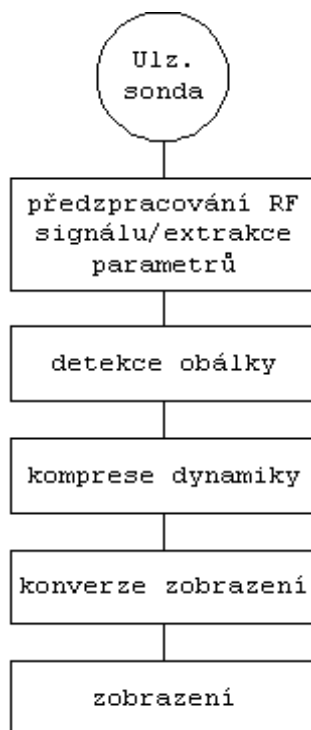 Ulz.
sonda
předzpracování RF
signálu/extrakce
parametrů
detekce obálky
komprese dynamiky
konverze zobrazení
zobrazení